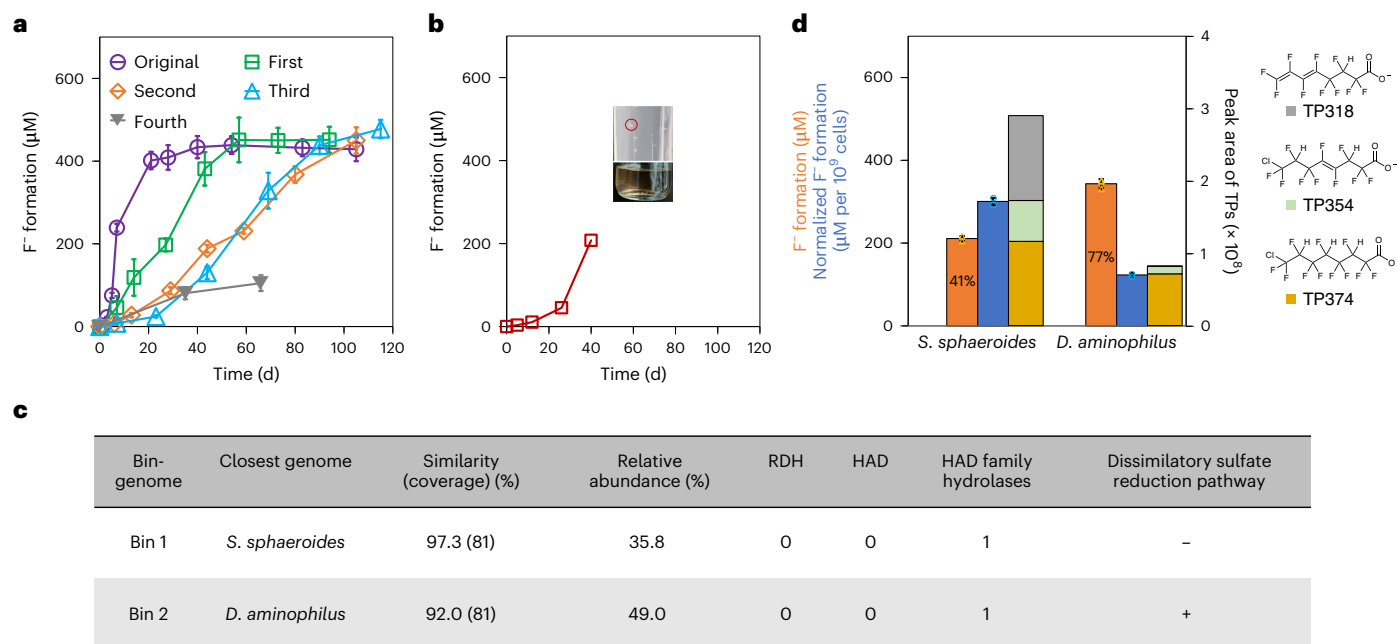 a
F⁻ formation (µM)
600
400
200
0
Original
First
Second
Third
Fourth
0 20 40 60 80 100 120
Time (d)
b
F⁻ formation (µM)
600
400
200
0
0 20 40 60 80 100 120
Time (d)
d
F⁻ formation (µM)
Normalized F⁻ formation
(µM per 10⁹ cells)
600
400
200
0
41%
77%
S. sphaeroides
D. aminophilus
4
3
2
1
0
Peak area of TPs (× 10⁸)
F F F H O
F F F F F F O⁻
TP318
Cl H F H O
F F F F F F F O⁻
TP354
Cl H H H H O
F F F F F F F F O⁻
TP374
c
Bin-
genome
Closest genome
Similarity
(coverage) (%)
Relative
abundance (%)
RDH
HAD
HAD family
hydrolases
Dissimilatory sulfate
reduction pathway
Bin 1 S. sphaeroides 97.3 (81) 35.8 0 0 1 –
Bin 2 D. aminophilus 92.0 (81) 49.0 0 0 1 +